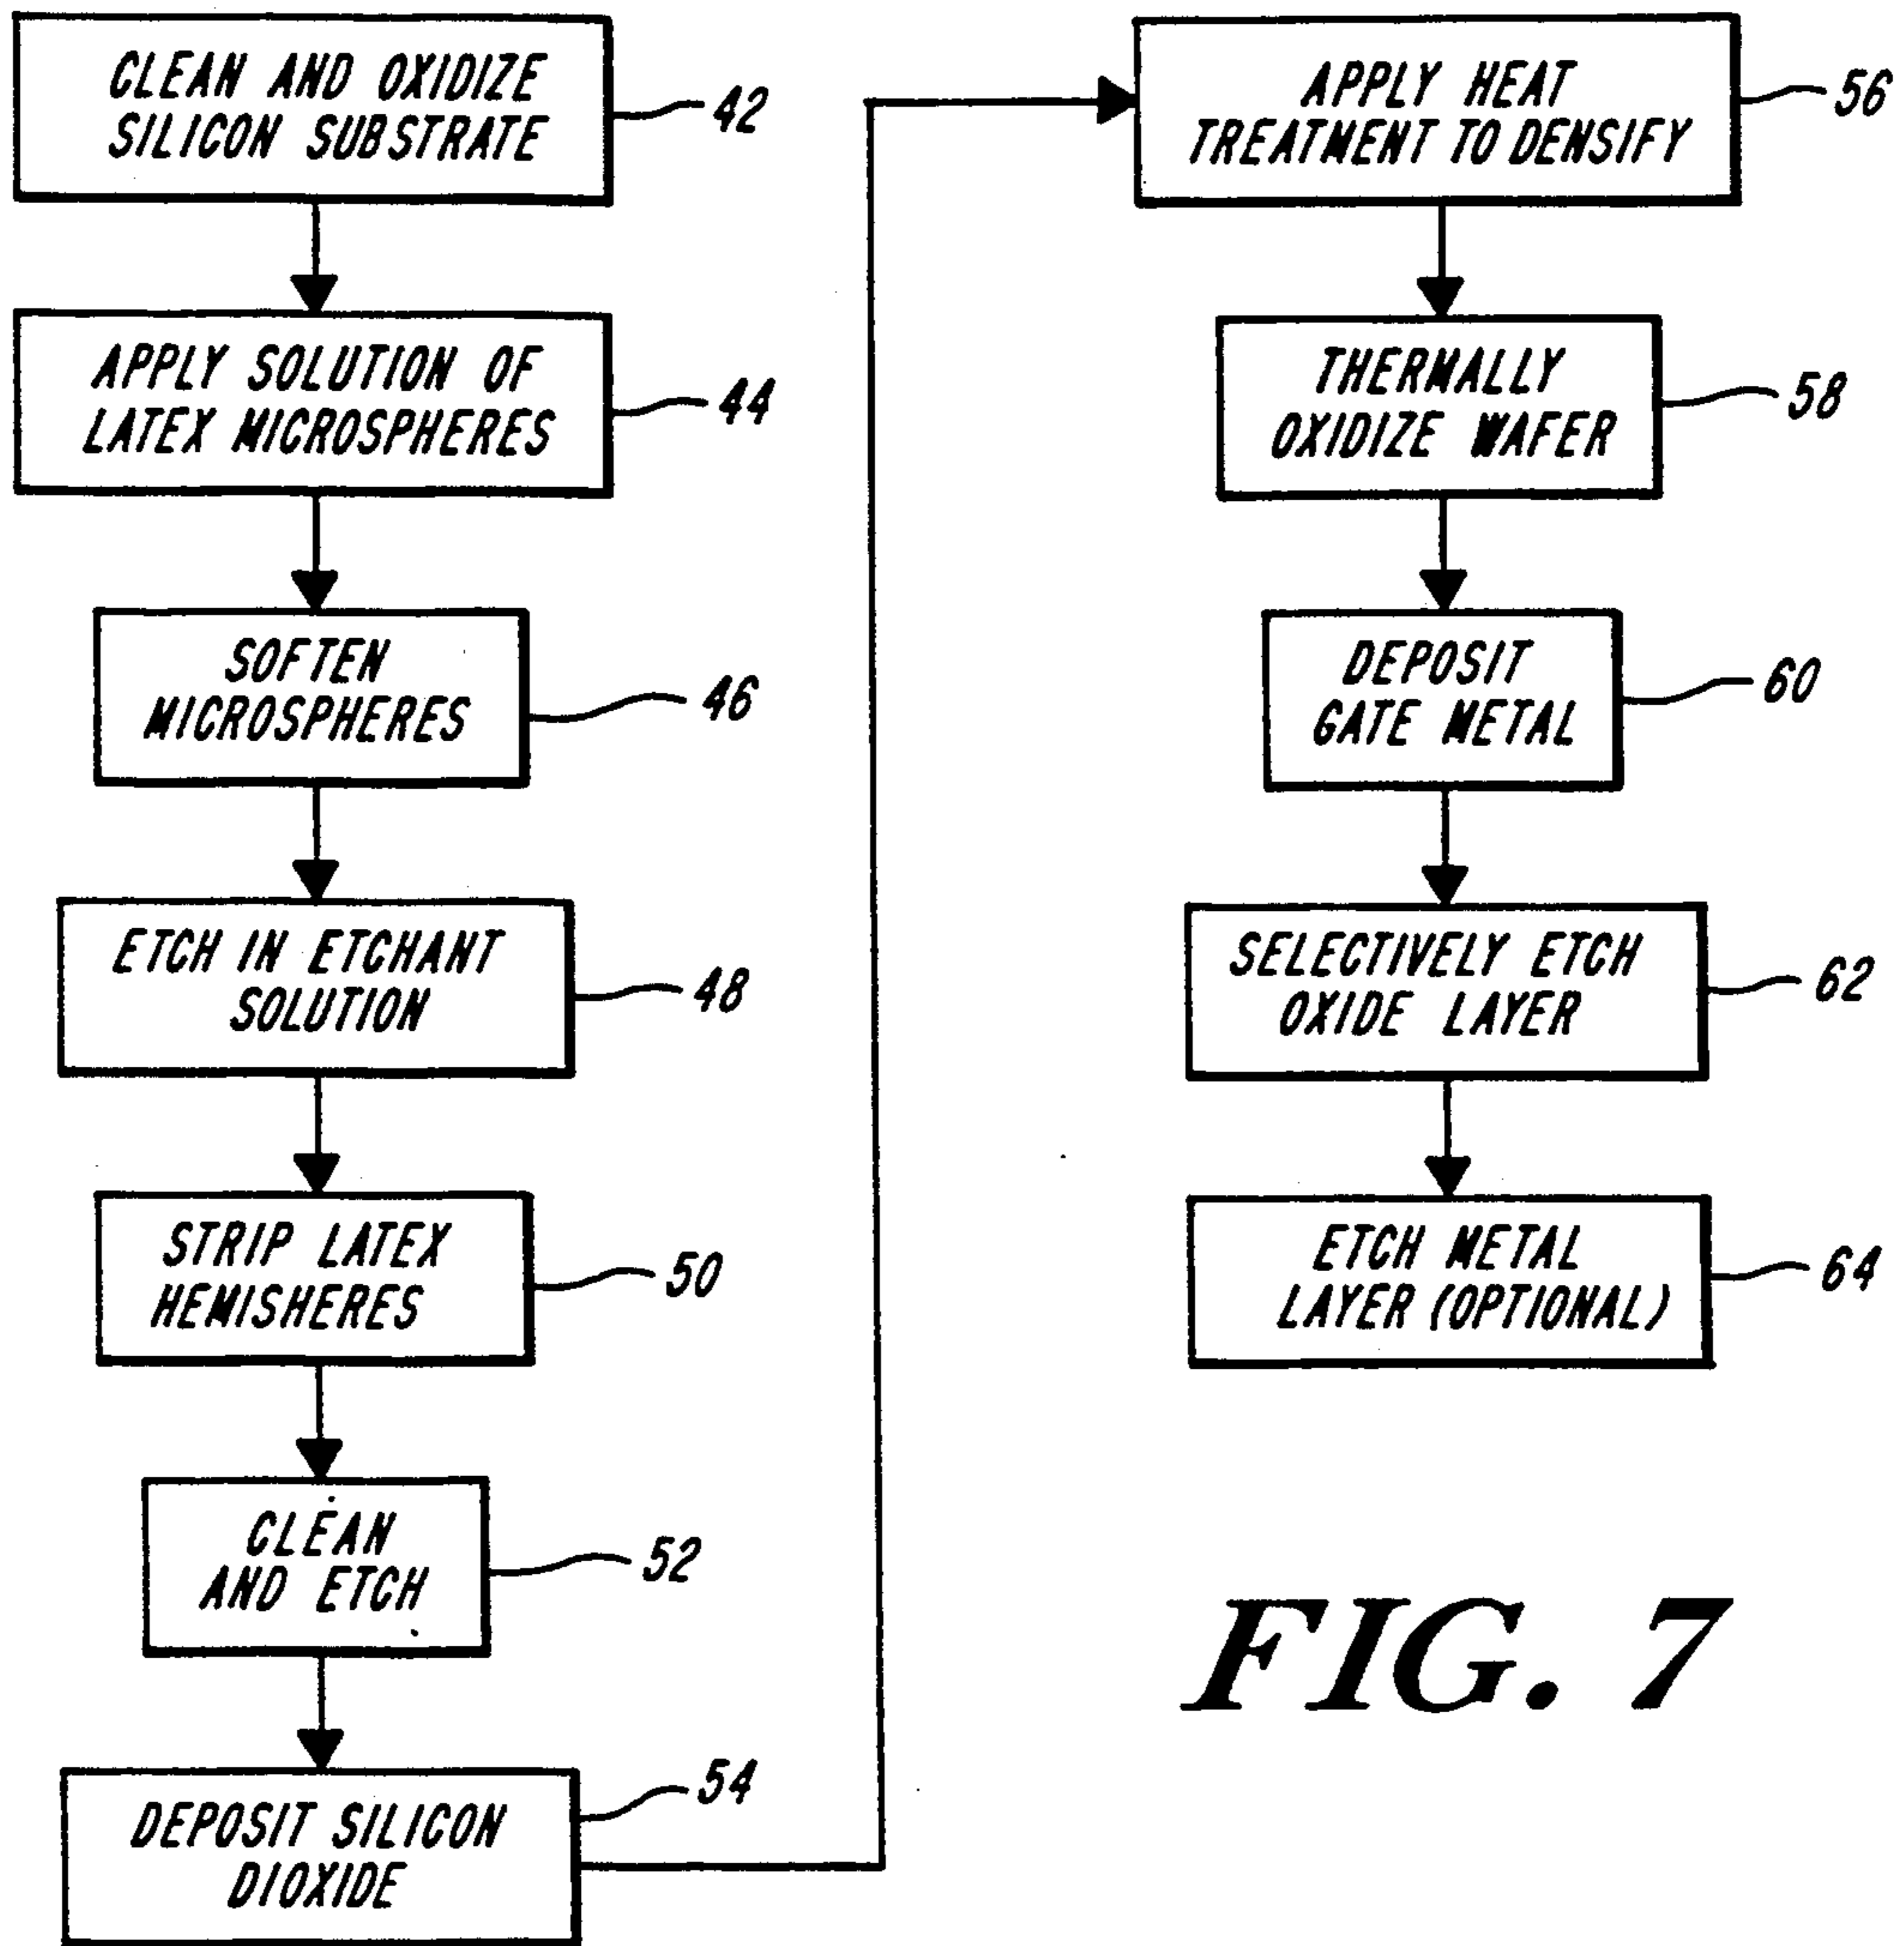 CLEAN AND OXIDIZE
SILICON SUBSTRATE
42
APPLY SOLUTION OF
LATEX MICROSPHERES
44
SOFTEN
MICROSPHERES
46
ETCH IN ETCHANT
SOLUTION
48
STRIP LATEX
HEMISHERES
50
CLEAN
AND ETCH
52
DEPOSIT SILICON
DIOXIDE
54
APPLY HEAT
TREATMENT TO DENSIFY
56
THERMALLY
OXIDIZE WAFER
58
DEPOSIT
GATE METAL
60
SELECTIVELY ETCH
OXIDE LAYER
62
ETCH METAL
LAYER (OPTIONAL)
64
FIG. 7